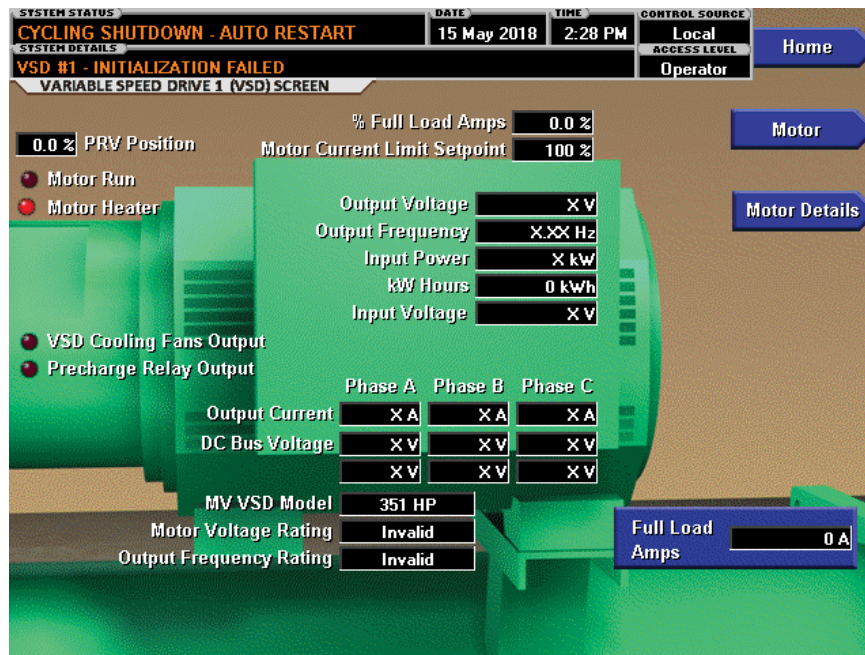 SYSTEM STATUS
CYCLING SHUTDOWN - AUTO RESTART
SYSTEM DETAILS
VSD #1 - INITIALIZATION FAILED
DATE
15 May 2018
TIME
2:28 PM
CONTROL SOURCE
Local
ACCESS LEVEL
Operator
Home
VARIABLE SPEED DRIVE 1 (VSD) SCREEN
% Full Load Amps 0.0 %
Motor Current Limit Setpoint 100 %
Motor
0.0 % PRV Position
Motor Run
Motor Heater
Motor Details
Output Voltage X V
Output Frequency X.XX Hz
Input Power X kW
kW Hours 0 kWh
Input Voltage X V
VSD Cooling Fans Output
Precharge Relay Output
Phase A Phase B Phase C
Output Current X A X A X A
DC Bus Voltage X V X V X V
X V X V X V
MV VSD Model 351 HP
Motor Voltage Rating Invalid
Output Frequency Rating Invalid
Full Load
Amps 0 A